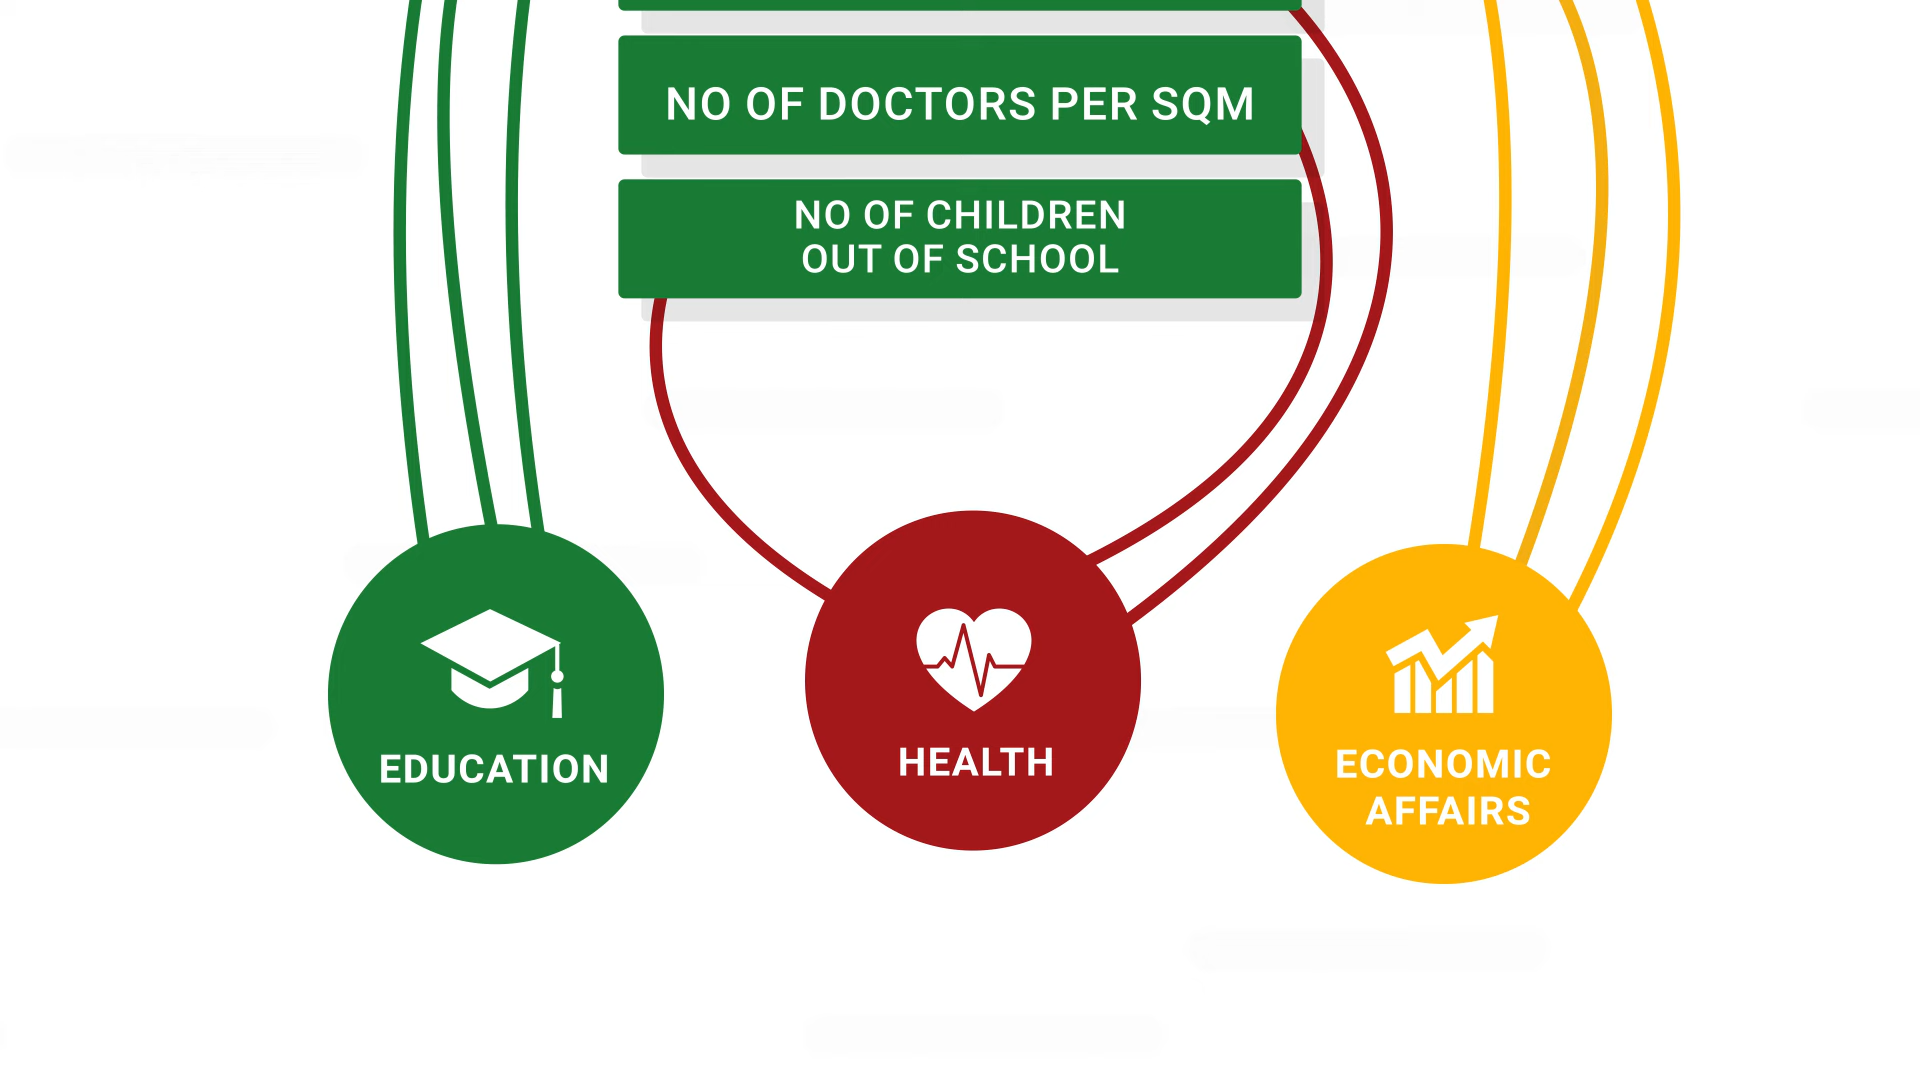 NO OF DOCTORS PER SQM
NO OF CHILDREN
OUT OF SCHOOL
EDUCATION
HEALTH
ECONOMIC
AFFAIRS